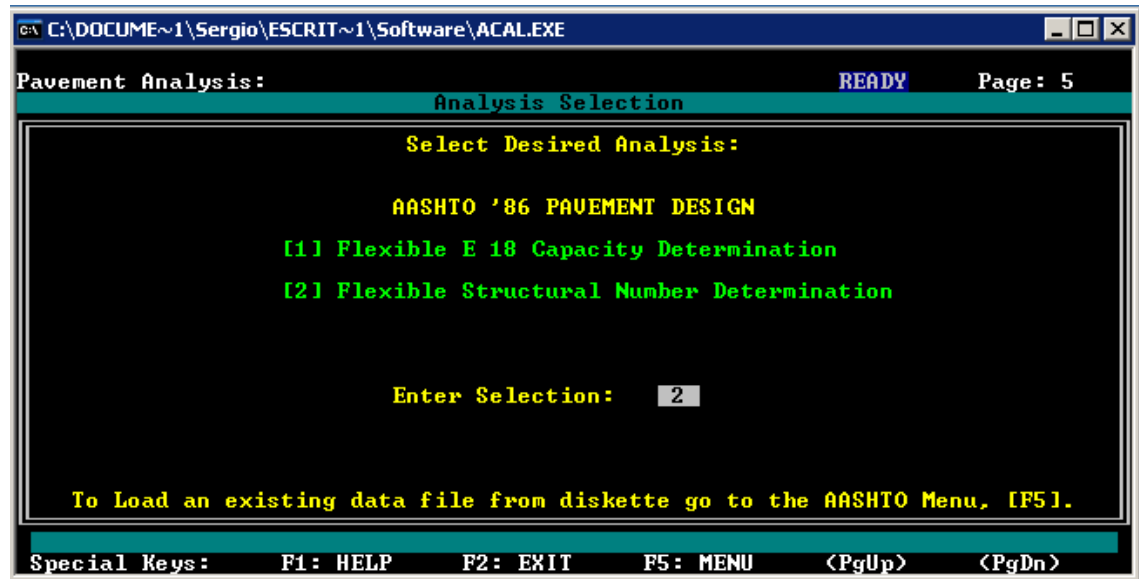 C:\DOCUME~1\Sergio\ESCRIT~1\Software\ACAL.EXE
Pavement Analysis: READY Page: 5
Analysis Selection
Select Desired Analysis:
AASHTO '86 PAVEMENT DESIGN
[1] Flexible E 18 Capacity Determination
[2] Flexible Structural Number Determination
Enter Selection: 2
To Load an existing data file from diskette go to the AASHTO Menu, [F5].
Special Keys: F1: HELP F2: EXIT F5: MENU <PgUp> <PgDn>